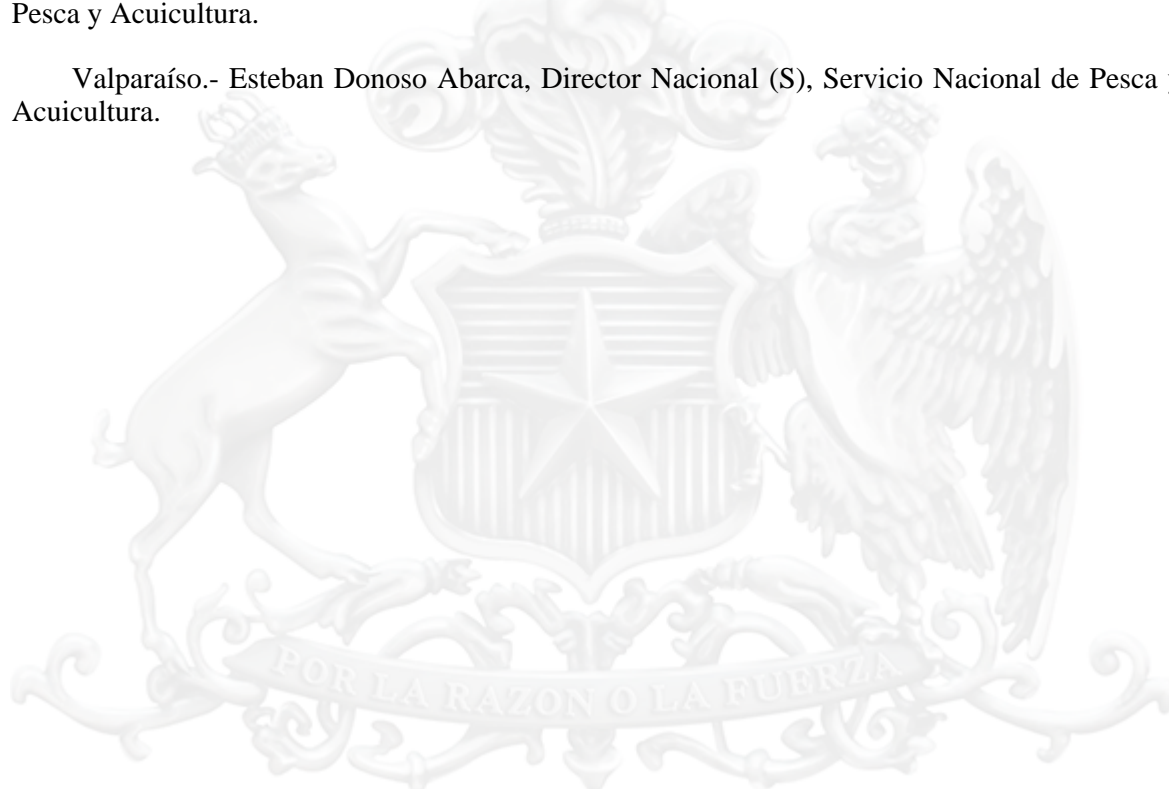 Pesca y Acuicultura.
Valparaíso.- Esteban Donoso Abarca, Director Nacional (S), Servicio Nacional de Pesca y
Acuicultura.
POR LA RAZON O LA FUERZA